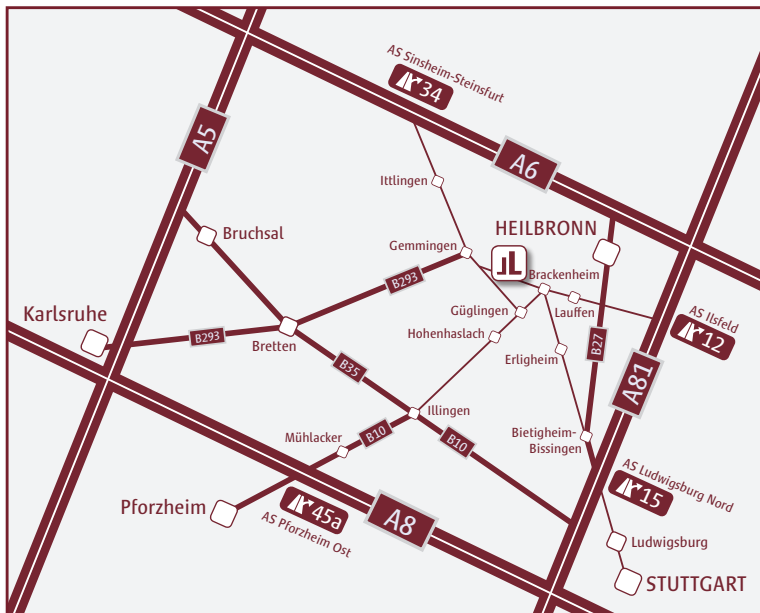 AS Sinsheim-Steinsfurt
34
A5
A6
Ittlingen
HEILBRONN
Bruchsal
Gemmingen
Brackenheim
B293
Karlsruhe
Güglingen
Lauffen
AS Ilsfeld
12
B293
Bretten
Hohenhaslach
B27
Erligheim
B35
A81
Illingen
Mühlacker
B10
B10
Bietigheim-
Bissingen
AS Ludwigsburg Nord
15
Pforzheim
45a
AS Pforzheim Ost
A8
Ludwigsburg
STUTTGART